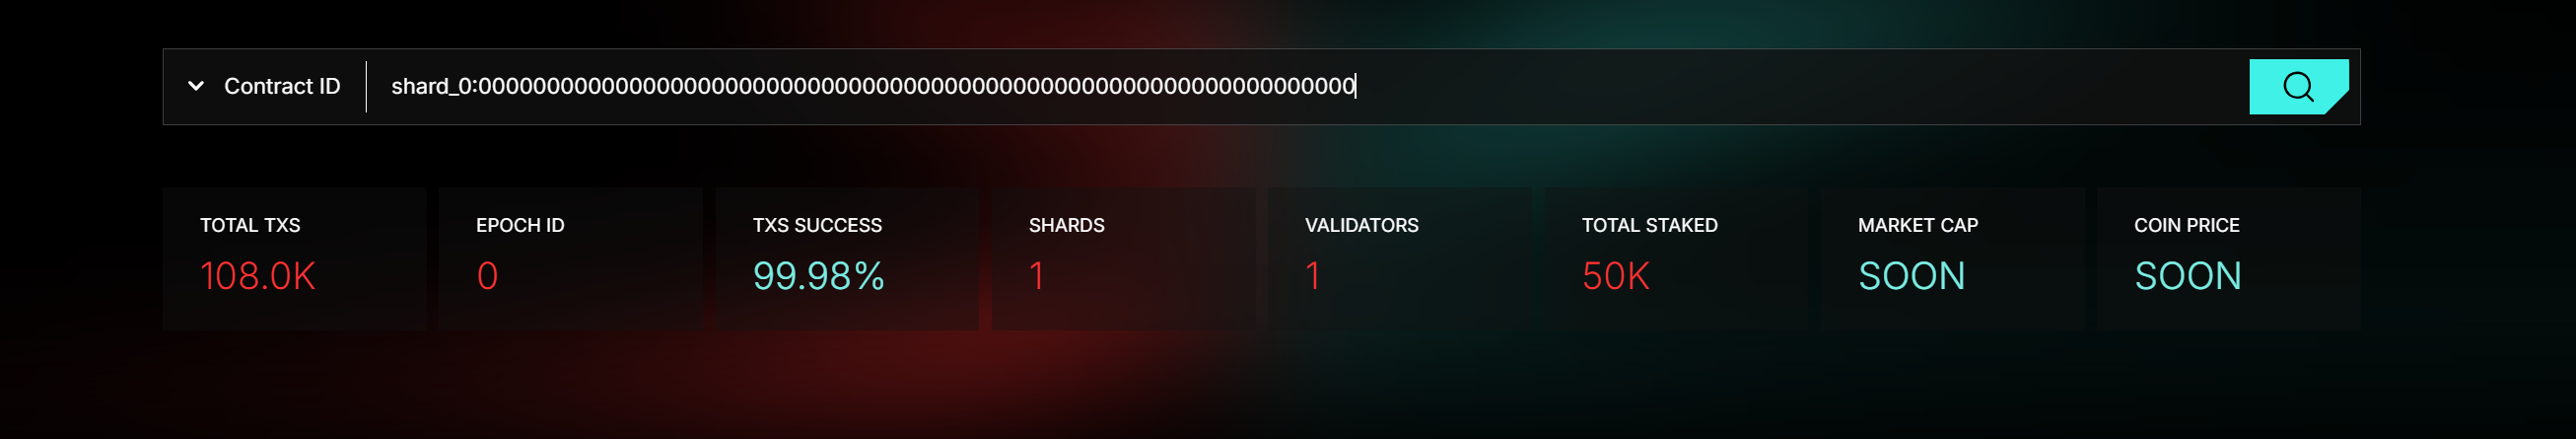 Contract ID
shard_0:0000000000000000000000000000000000000000000000000000000000000000
TOTAL TXS
108.0K
EPOCH ID
0
TXS SUCCESS
99.98%
SHARDS
1
VALIDATORS
1
TOTAL STAKED
50K
MARKET CAP
SOON
COIN PRICE
SOON